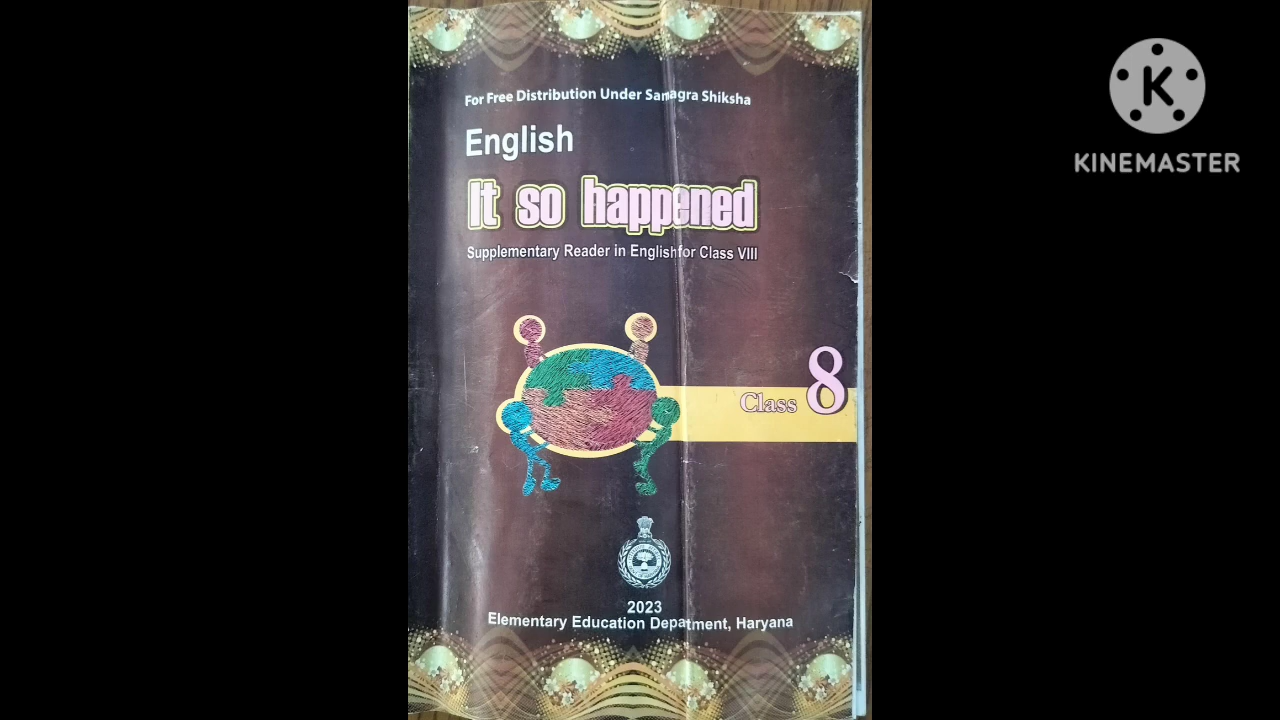 For Free Distribution Under Samagra Shiksha
English
It so happened
Supplementary Reader in Englishfor Class VIII
Class 8
2023
Elementary Education Department, Haryana
K
KINEMASTER